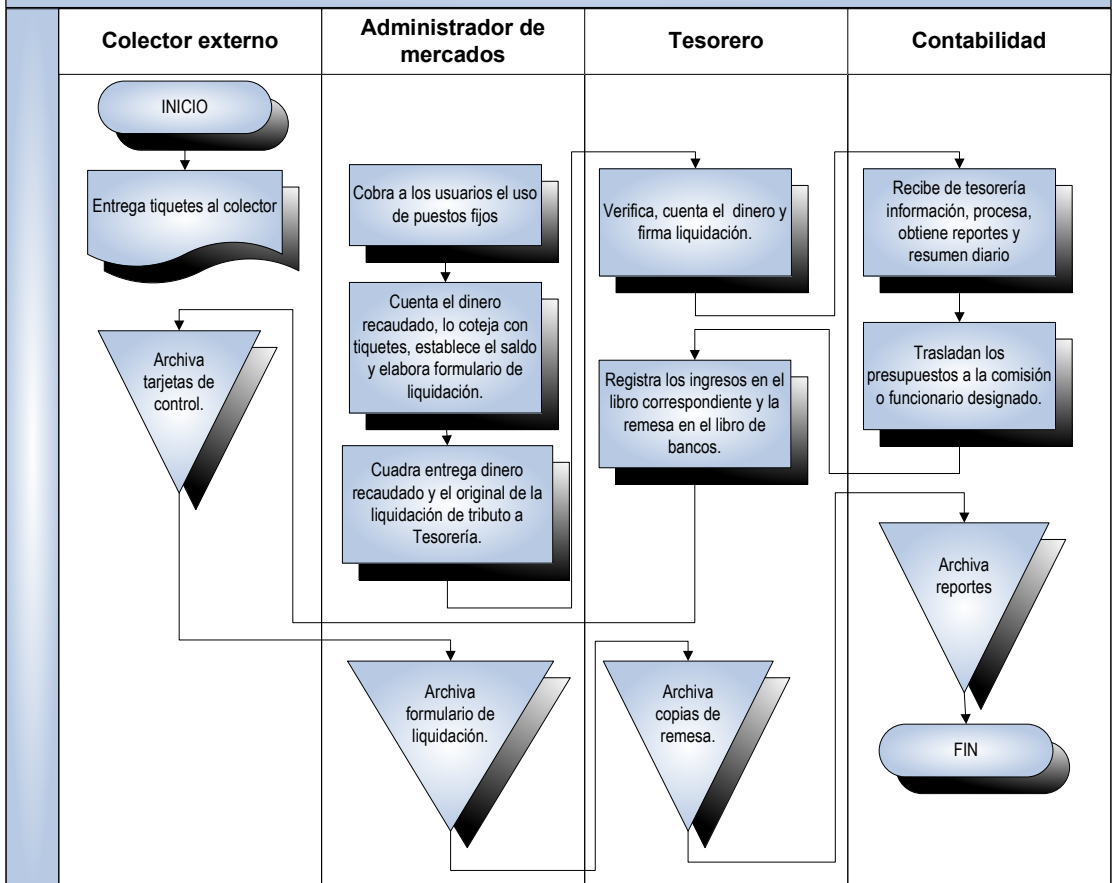 Colector externo
Administrador de
mercados
Tesorero
Contabilidad
INICIO
Entrega tiquetes al colector
Cobra a los usuarios el uso
de puestos fijos
Cuenta el dinero
recaudado, lo coteja con
tiquetes, establece el saldo
y elabora formulario de
liquidación.
Cuadra entrega dinero
recaudado y el original de la
liquidación de tributo a
Tesorería.
Verifica, cuenta el dinero y
firma liquidación.
Recibe de tesorería
información, procesa,
obtiene reportes y
resumen diario
Trasladan los
presupuestos a la comisión
o funcionario designado.
Registra los ingresos en el
libro correspondiente y la
remesa en el libro de
bancos.
Archiva
tarjetas de
control.
Archiva
formulario de
liquidación.
Archiva
copias de
remesa.
Archiva
reportes
FIN